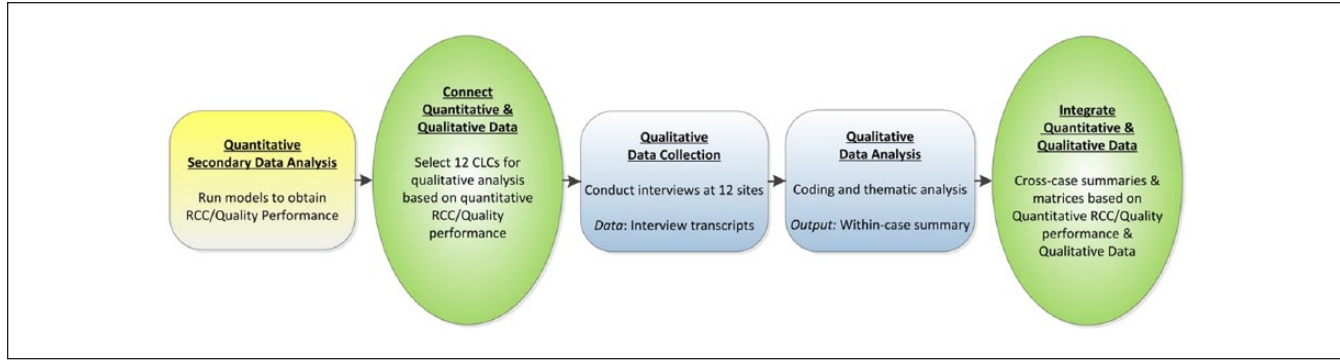 Quantitative
Secondary Data Analysis
Run models to obtain
RCC/Quality Performance
Connect
Quantitative &
Qualitative Data
Select 12 CLCs for
qualitative analysis
based on quantitative
RCC/Quality
performance
Qualitative
Data Collection
Conduct interviews at 12 sites
Data: Interview transcripts
Qualitative
Data Analysis
Coding and thematic analysis
Output: Within-case summary
Integrate
Quantitative &
Qualitative Data
Cross-case summaries &
matrices based on
Quantitative RCC/Quality
performance &
Qualitative Data